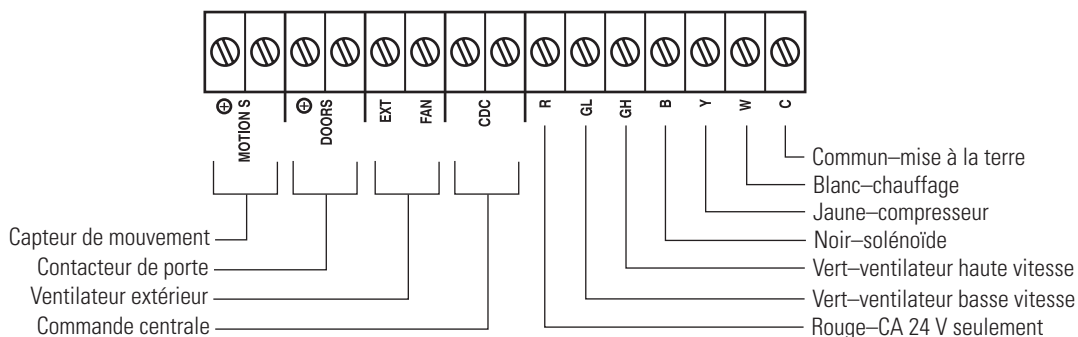 ⊕ MOTION S
⊕ DOORS
EXT
FAN
CDC
R
GL
GH
B
Y
W
C
Capteur de mouvement
Contacteur de porte
Ventilateur extérieur
Commande centrale
Commun–mise à la terre
Blanc–chauffage
Jaune–compresseur
Noir–solénoïde
Vert–ventilateur haute vitesse
Vert–ventilateur basse vitesse
Rouge–CA 24 V seulement